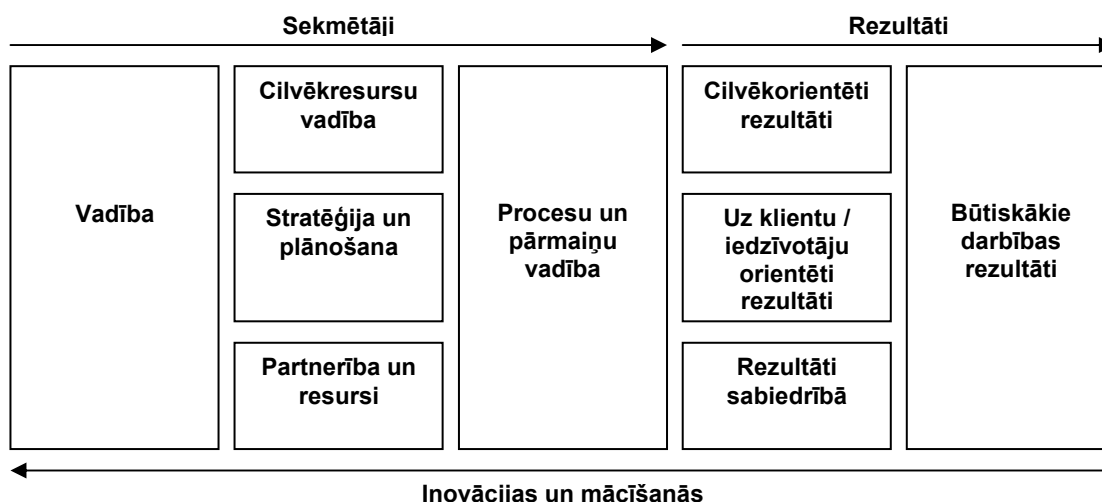 Sekmētāji
Rezultāti
Vadība
Cilvēkresursu
vadība
Stratēģija un
plānošana
Partnerība un
resursi
Procesu un
pārmaiņu
vadība
Cilvēkorientēti
rezultāti
Uz klientu /
iedzīvotāju
orientēti
rezultāti
Rezultāti
sabiedrībā
Būtiskākie
darbības
rezultāti
Inovācijas un mācīšanās